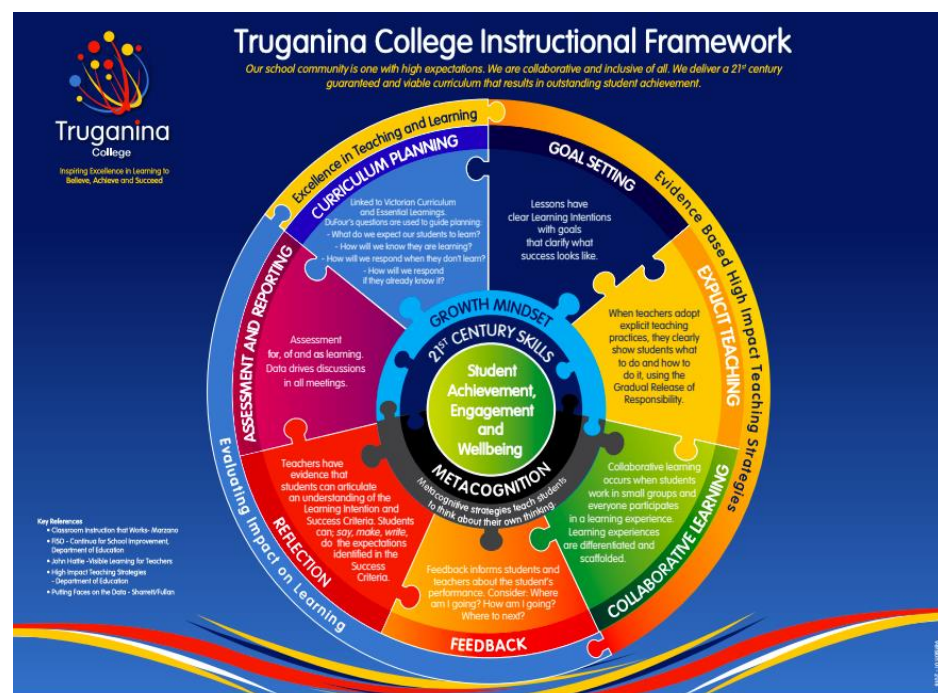 Truganina College Instructional Framework
Our school community is one with high expectations. We are collaborative and inclusive of all. We deliver a 21st century
guaranteed and viable curriculum that results in outstanding student achievement.
Truganina
College
Inspiring Excellence in Learning to
Believe, Achieve and Succeed
Excellence in Teaching and Learning
Evidence Based High Impact Teaching Strategies
Evaluating Impact on Learning
CURRICULUM PLANNING
Linked to Victorian Curriculum
and Essential Learnings.
DuFour's questions are used to guide planning:
- What do we expect our students to learn?
- How will we know they are learning?
- How will we respond when they don't learn?
- How will we respond
if they already know it?
GOAL SETTING
Lessons have
clear Learning Intentions
with goals
that clarify what
success looks like.
EXPLICIT TEACHING
When teachers adopt
explicit teaching
practices, they clearly
show students what
to do and how to
do it, using the
Gradual Release of
Responsibility.
COLLABORATIVE LEARNING
Collaborative learning
occurs when students
work in small groups and
everyone participates
in a learning experience.
Learning experiences
are differentiated and
scaffolded.
FEEDBACK
Feedback informs students and
teachers about the student's
performance. Consider: Where
am I going? How am I going?
Where to next?
REFLECTION
Teachers have
evidence that
students can articulate
an understanding of the
Learning Intention and
Success Criteria. Students
can; say, make, write,
do the expectations
identified in the
Success
Criteria.
ASSESSMENT AND REPORTING
Assessment
for, of and as learning.
Data drives discussions
in all meetings.
GROWTH MINDSET
21ST CENTURY SKILLS
Student
Achievement,
Engagement
and
Wellbeing
METACOGNITION
Metacognitive strategies teach students
to think about their own thinking.
Key References
• Classroom Instruction that Works- Marzano
• FISO - Continua for School Improvement,
Department of Education
• John Hattie -Visible Learning for Teachers
• High Impact Teaching Strategies
- Department of Education
• Putting Faces on the Data - Sharratt/Fullan